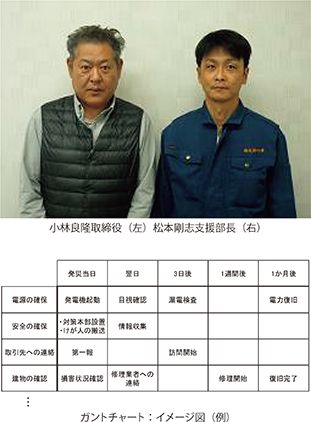 小林良隆取締役（左）松本剛志支援部長（右）
発災当日 翌日 3日後 1週間後 1か月後
電源の確保 発電機起動 目視確認 漏電検査 電力復旧
安全の確保 ・対策本部設置 情報収集
・けが人の搬送
取引先への連絡 第一報 訪問開始
建物の確認 損害状況確認 修理業者への 修理開始 復旧完了
連絡
⋮
ガントチャート：イメージ図（例）